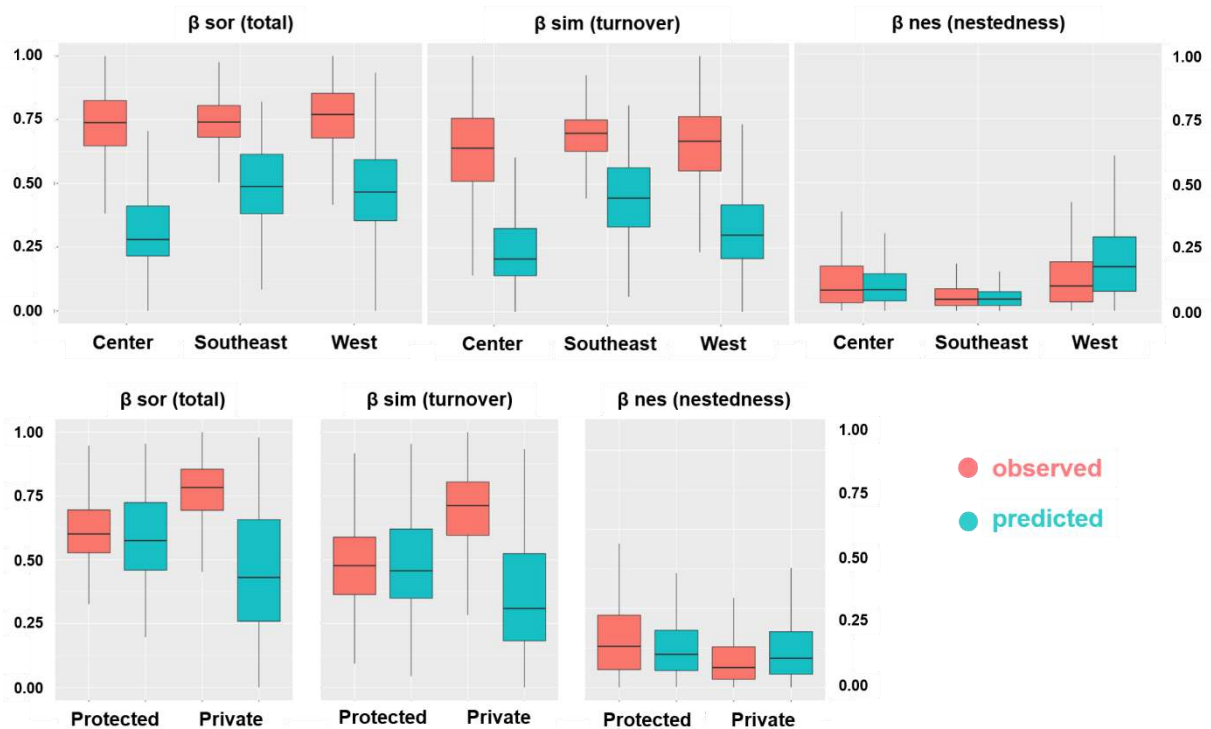 β sor (total)
β sim (turnover)
β nes (nestedness)
1.00
0.75
0.50
0.25
0.00
1.00
0.75
0.50
0.25
0.00
Center Southeast West
Center Southeast West
Center Southeast West
β sor (total)
β sim (turnover)
β nes (nestedness)
1.00
0.75
0.50
0.25
0.00
1.00
0.75
0.50
0.25
0.00
observed
predicted
Protected Private
Protected Private
Protected Private